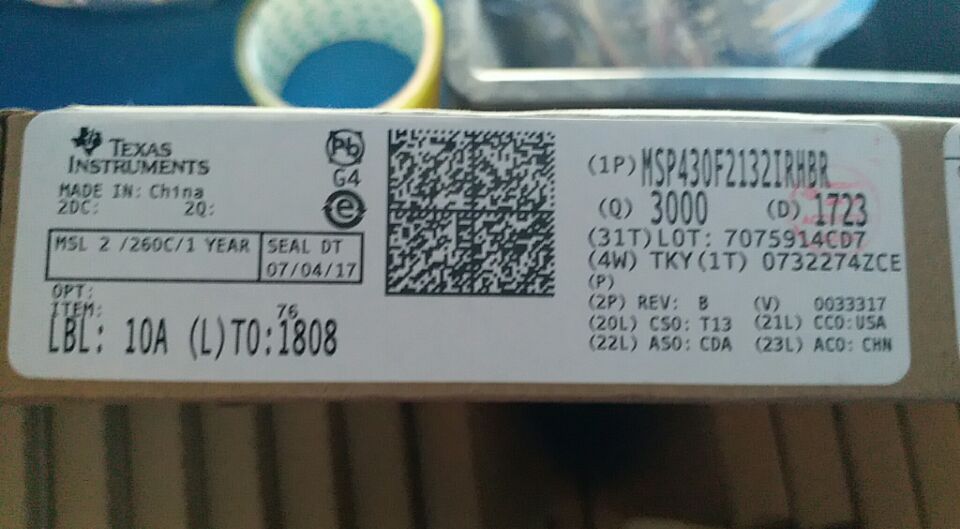 TEXAS
INSTRUMENTS
MADE IN: China
2DC: 2Q:
MSL 2 /260C/1 YEAR
SEAL DT
07/04/17
OPT:
ITEM: 76
LBL: 10A (L)TO:1808
Pb
G4
e
(1P) MSP430F2132IRHBR
(Q) 3000 (D) 1723
(31T)LOT: 7075914CD7
(4W) TKY(1T) 0732274ZCE
(P)
(2P) REV: B (V) 0033317
(20L) CSO: T13 (21L) CCO:USA
(22L) ASO: CDA (23L) ACO: CHN